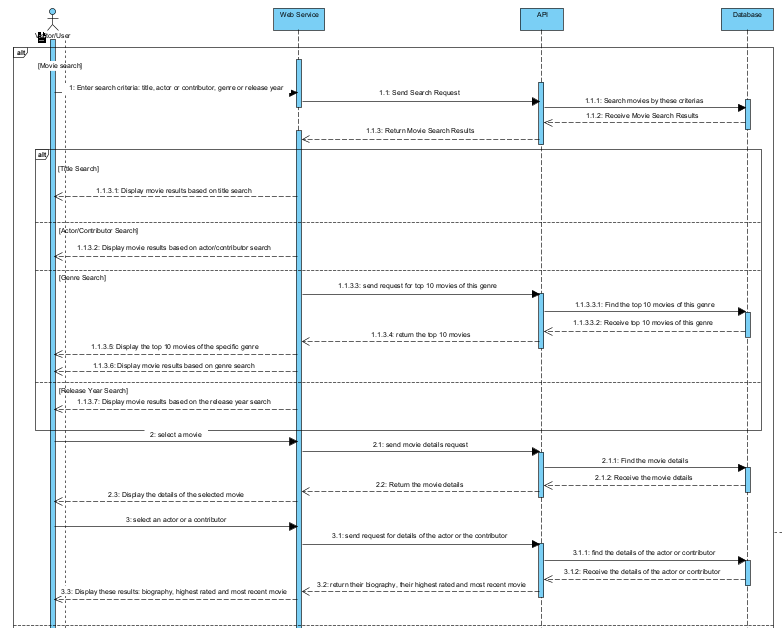 Web Service
API
Database
Visitor/User
alt
[Movie search]
1: Enter search criteria: title, actor or contributor, genre or release year
1.1: Send Search Request
1.1.1: Search movies by these criterias
1.1.2: Receive Movie Search Results
1.1.3: Return Movie Search Results
alt
[Title Search]
1.1.3.1: Display movie results based on title search
[Actor/Contributor Search]
1.1.3.2: Display movie results based on actor/contributor search
[Genre Search]
1.1.3.3: send request for top 10 movies of this genre
1.1.3.3.1: Find the top 10 movies of this genre
1.1.3.3.2: Receive top 10 movies of this genre
1.1.3.4: return the top 10 movies
1.1.3.5: Display the top 10 movies of the specific genre
1.1.3.6: Display movie results based on genre search
[Release Year Search]
1.1.3.7: Display movie results based on the release year search
2: select a movie
2.1: send movie details request
2.1.1: Find the movie details
2.1.2: Receive the movie details
2.2: Return the movie details
2.3: Display the details of the selected movie
3: select an actor or a contributor
3.1: send request for details of the actor or the contributor
3.1.1: find the details of the actor or contributor
3.1.2: Receive the details of the actor or contributor
3.2: return their biography, their highest rated and most recent movie
3.3: Display these results: biography, highest rated and most recent movie